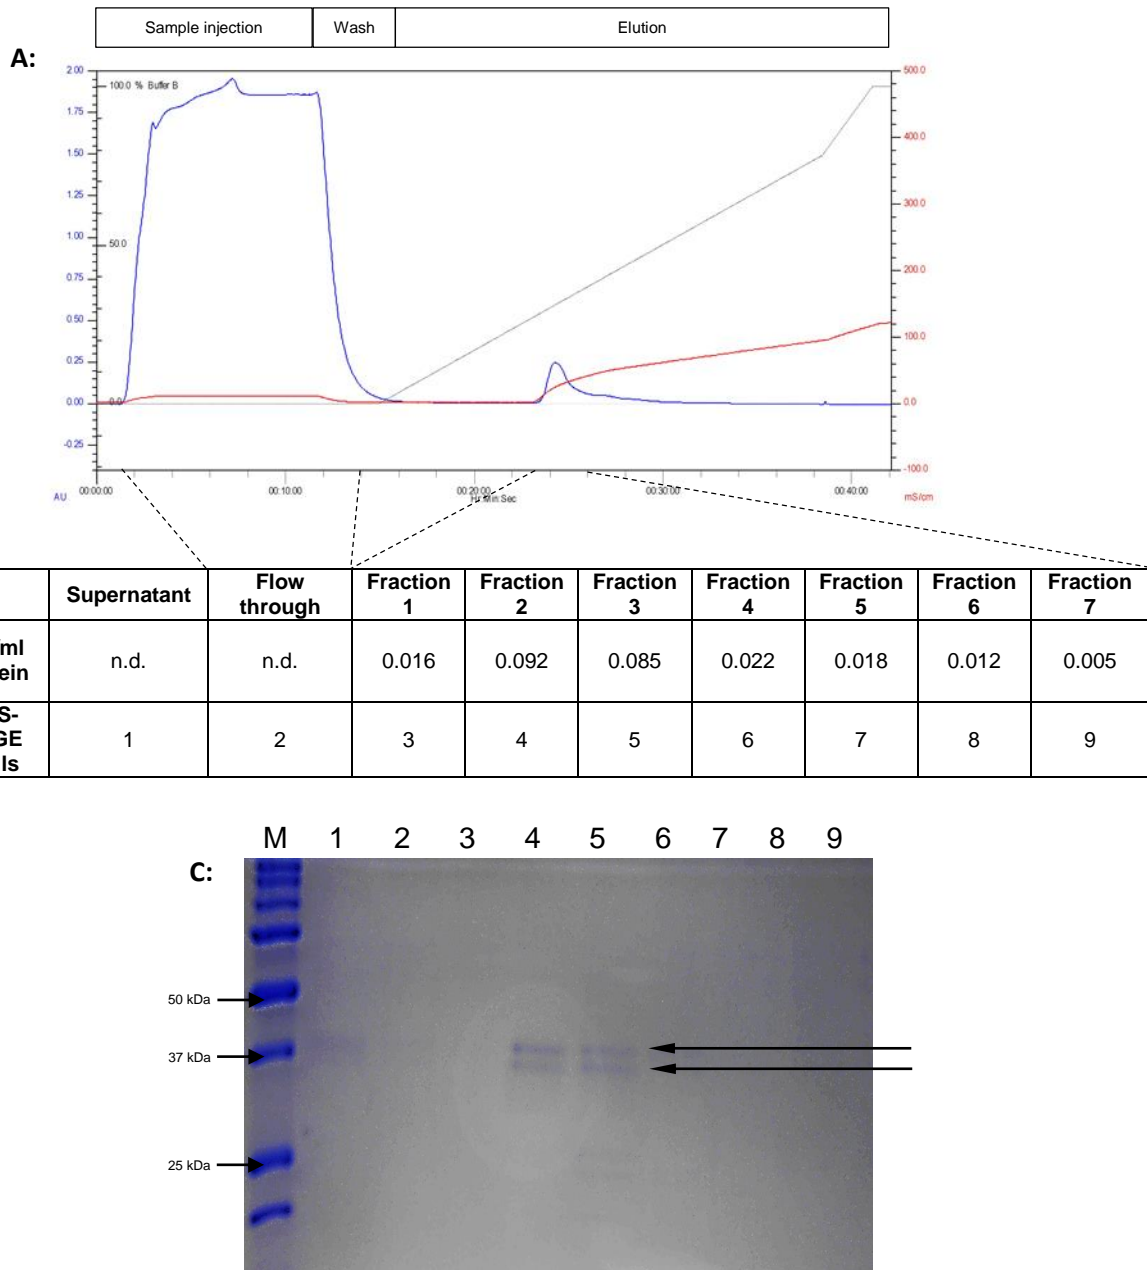 Sample injection Wash Elution
A:
2.00 500.0
100.0 % Buffer B
1.75
1.50 400.0
1.25 300.0
1.00 50.0
0.75 200.0
0.50
0.25 100.0
0.00 0.0 0.0
-0.25
-100.0
AU 00:00:00 00:10:00 00:20:00 00:30:00 00:40:00 mS/cm
Hr:Min:Sec
Supernatant Flow through Fraction 1 Fraction 2 Fraction 3 Fraction 4 Fraction 5 Fraction 6 Fraction 7
ml
ein
n.d. n.d. 0.016 0.092 0.085 0.022 0.018 0.012 0.005
S-
GE
ls
1 2 3 4 5 6 7 8 9
M 1 2 3 4 5 6 7 8 9
C:
50 kDa
37 kDa
25 kDa